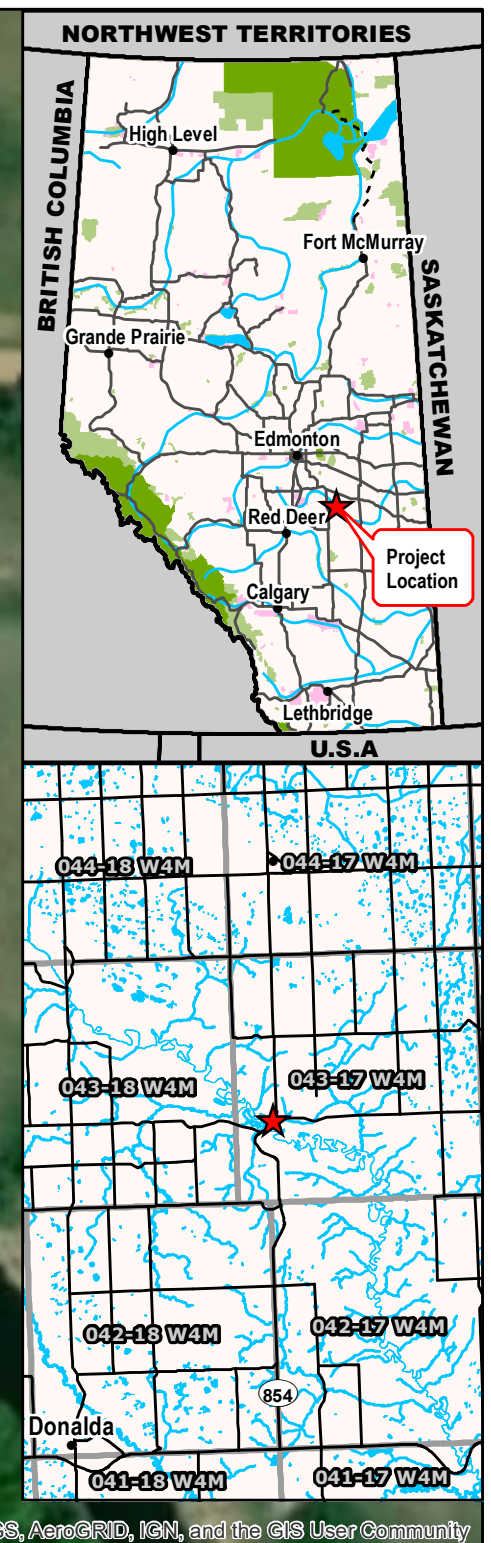 NORTHWEST TERRITORIES
BRITISH COLUMBIA
High Level
Fort McMurray
SASKATCHEWAN
Grande Prairie
Edmonton
Red Deer
Project
Location
Calgary
Lethbridge
U.S.A
044-18 W4M
044-17 W4M
043-18 W4M
043-17 W4M
042-18 W4M
042-17 W4M
854
Donalda
041-18 W4M
041-17 W4M
GS, AeroGRID, IGN, and the GIS User Community